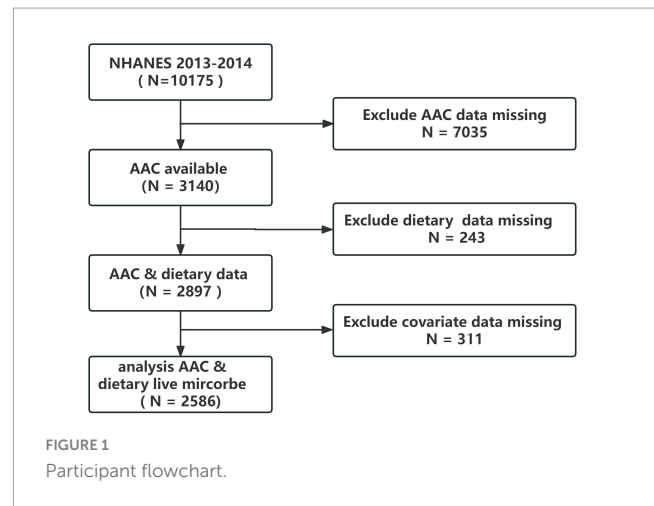 NHANES 2013-2014
( N=10175 )
Exclude AAC data missing
N = 7035
AAC available
(N = 3140)
Exclude dietary data missing
N = 243
AAC & dietary data
(N = 2897 )
Exclude covariate data missing
N = 311
analysis AAC &
dietary live mircorbe
( N = 2586)
FIGURE 1
Participant flowchart.